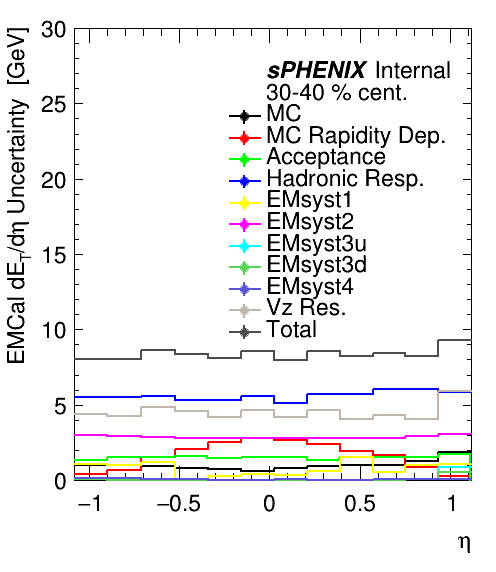 30
25
20
15
10
5
0
EMCal dE_T/dη Uncertainty [GeV]
sPHENIX Internal
30-40 % cent.
MC
MC Rapidity Dep.
Acceptance
Hadronic Resp.
EMsyst1
EMsyst2
EMsyst3u
EMsyst3d
EMsyst4
Vz Res.
Total
−1 −0.5 0 0.5 1
η